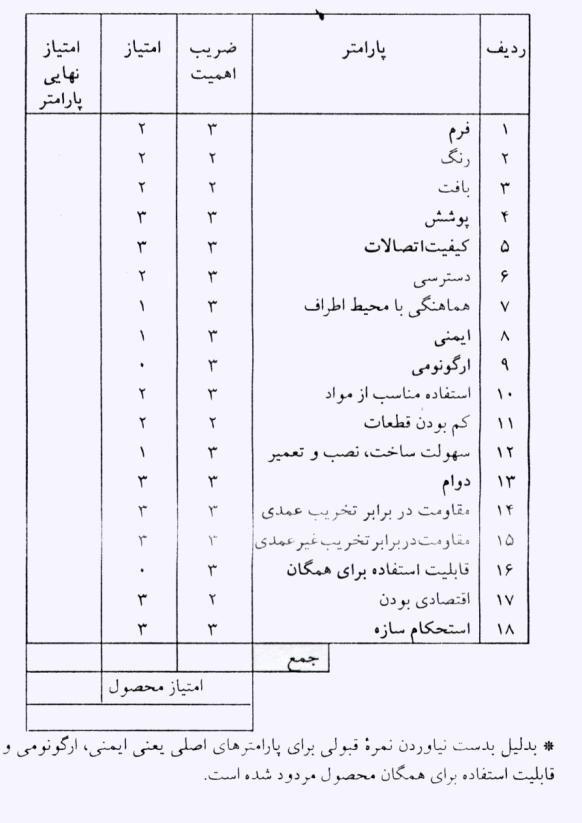 ردیف پارامتر ضریب اهمیت امتیاز امتیاز نهایی پارامتر
۱ فرم ۳ ۲
۲ رنگ ۲ ۲
۳ بافت ۲ ۲
۴ پوشش ۳ ۳
۵ کیفیت‌اتصالات ۳ ۳
۶ دسترسی ۳ ۲
۷ هماهنگی با محیط اطراف ۳ ۱
۸ ایمنی ۳ ۱
۹ ارگونومی ۳ ۰
۱۰ استفاده مناسب از مواد ۳ ۲
۱۱ کم بودن قطعات ۲ ۲
۱۲ سهولت ساخت، نصب و تعمیر ۳ ۱
۱۳ دوام ۳ ۳
۱۴ مقاومت در برابر تخریب عمدی ۳ ۳
۱۵ مقاومت‌دربرابر تخریب‌غیرعمدی ۳ ۳
۱۶ قابلیت استفاده برای همگان ۳ ۰
۱۷ اقتصادی بودن ۲ ۳
۱۸ استحکام سازه ۳ ۳
جمع
امتیاز محصول
* بدلیل بدست نیاوردن نمرهٔ قبولی برای پارامترهای اصلی یعنی ایمنی، ارگونومی و
قابلیت استفاده برای همگان محصول مردود شده است.